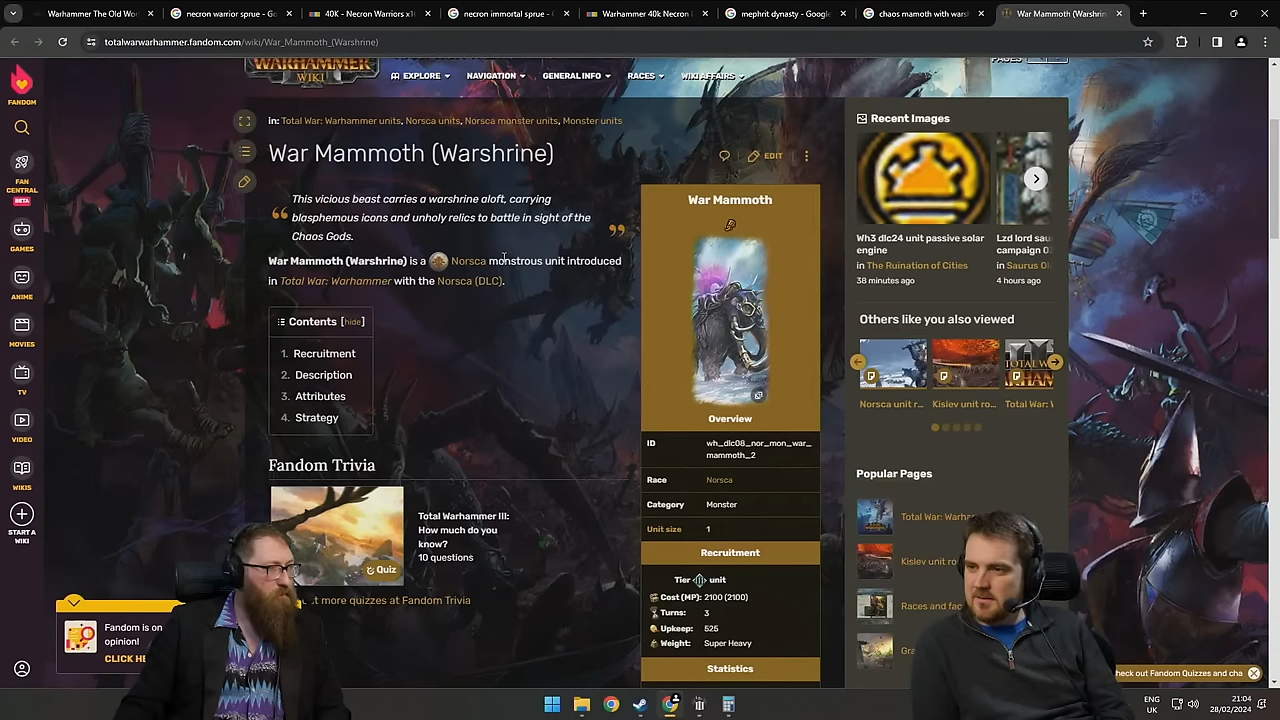 Warhammer The Old Wo
necron warrior sprue - Go
40K - Necron Warriors x1
necron immortal sprue - G
Warhammer 40k Necron I
mephrit dynasty - Google
chaos mamoth with warsh
War Mammoth (Warshrin
totalwarwarhammer.fandom.com/wiki/War_Mammoth_(Warshrine)
WARHAMMER
WIKI
EXPLORE
NAVIGATION
GENERAL INFO
RACES
WIKI AFFAIRS
PAGES
FANDOM
FAN
CENTRAL
BETA
GAMES
ANIME
MOVIES
TV
VIDEO
WIKIS
START A
WIKI
in: Total War: Warhammer units, Norsca units, Norsca monster units, Monster units
War Mammoth (Warshrine)
EDIT
“ This vicious beast carries a warshrine aloft, carrying
blasphemous icons and unholy relics to battle in sight of the
Chaos Gods. ”
War Mammoth (Warshrine) is a Norsca monstrous unit introduced
in Total War: Warhammer with the Norsca (DLC).
Contents [hide]
1. Recruitment
2. Description
3. Attributes
4. Strategy
Fandom Trivia
Quiz
Total Warhammer III:
How much do you
know?
10 questions
t more quizzes at Fandom Trivia
Fandom is on
opinion!
CLICK HE
War Mammoth
Overview
ID wh_dlc08_nor_mon_war_
mammoth_2
Race Norsca
Category Monster
Unit size 1
Recruitment
Tier unit
Cost (MP): 2100 (2100)
Turns: 3
Upkeep: 525
Weight: Super Heavy
Statistics
Recent Images
Wh3 dlc24 unit passive solar
engine
in The Ruination of Cities
38 minutes ago
Lzd lord sau
campaign 0
in Saurus Ol
4 hours ago
Others like you also viewed
TOTAL W
Norsca unit r...
Kislev unit ro...
Total War: W
Popular Pages
Total War: Warha
Kislev unit ro
Races and fac
Gra
heck out Fandom Quizzes and cha
ENG
UK
21:04
28/02/2024